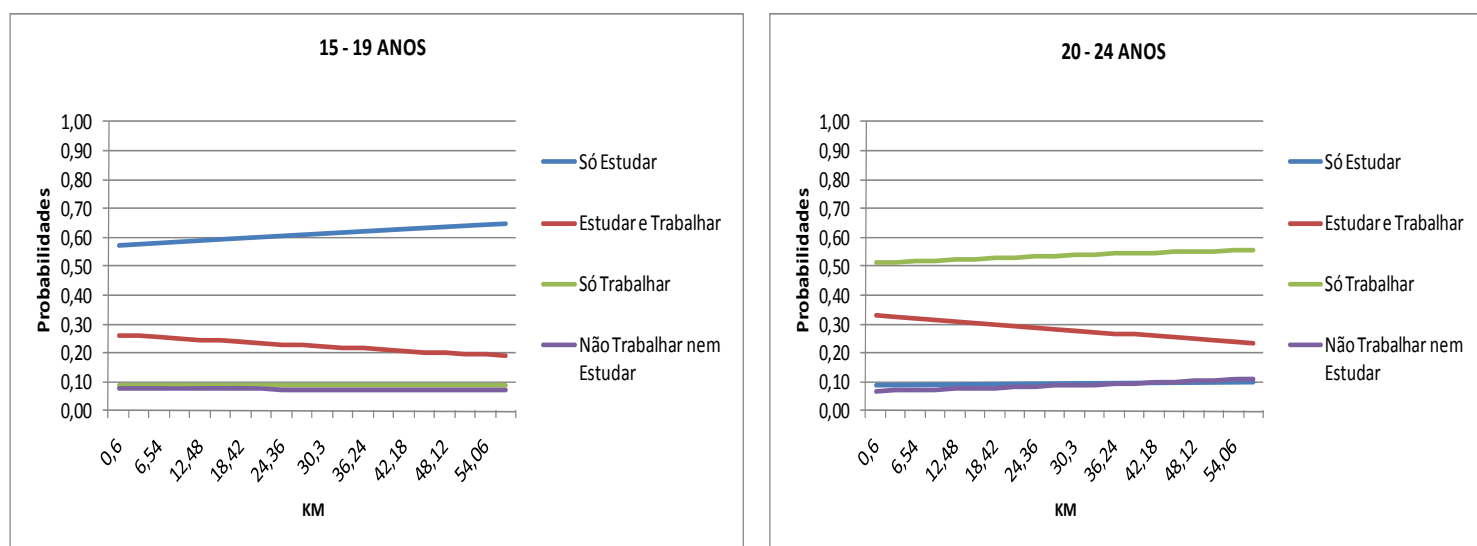 15 - 19 ANOS
Probabilidades
1,00
0,90
0,80
0,70
0,60
0,50
0,40
0,30
0,20
0,10
0,00
0,6
6,54
12,48
18,42
24,36
30,3
36,24
42,18
48,12
54,06
KM
Só Estudar
Estudar e Trabalhar
Só Trabalhar
Não Trabalhar nem
Estudar
20 - 24 ANOS
Probabilidades
1,00
0,90
0,80
0,70
0,60
0,50
0,40
0,30
0,20
0,10
0,00
0,6
6,54
12,48
18,42
24,36
30,3
36,24
42,18
48,12
54,06
KM
Só Estudar
Estudar e Trabalhar
Só Trabalhar
Não Trabalhar nem
Estudar